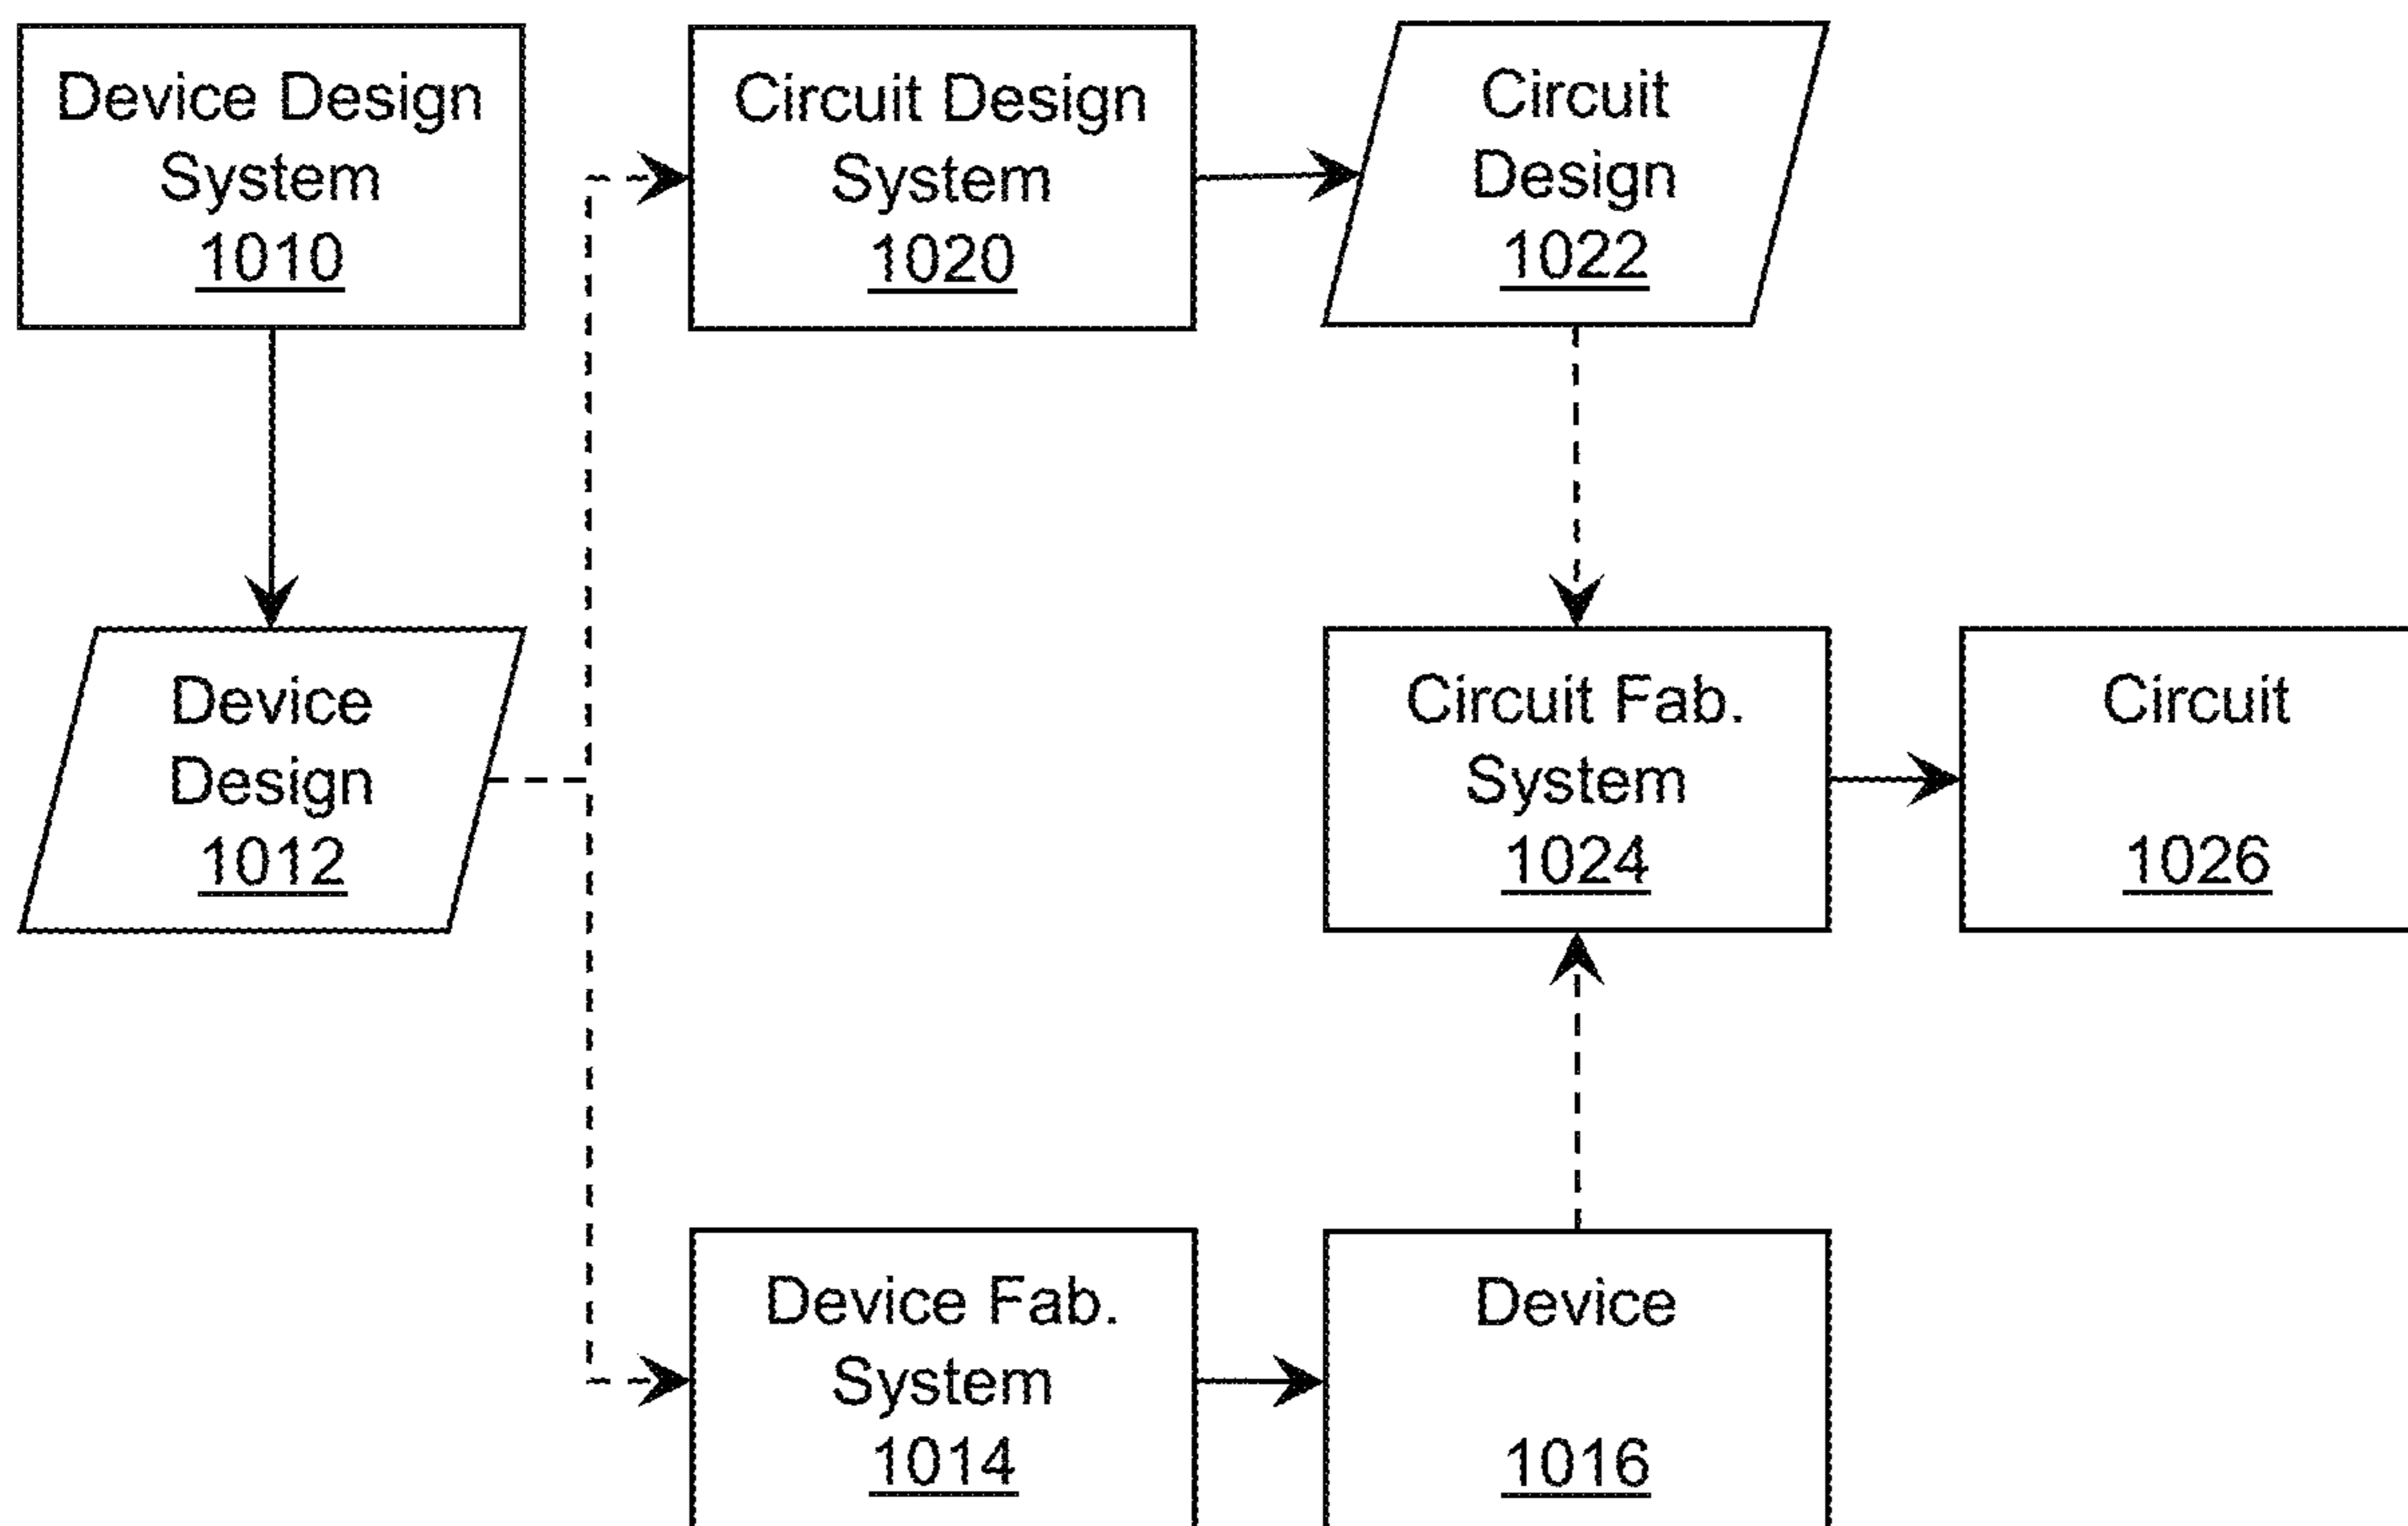 Device Design
System
1010
Circuit Design
System
1020
Circuit
Design
1022
Device
Design
1012
Circuit Fab.
System
1024
Circuit
1026
Device Fab.
System
1014
Device
1016